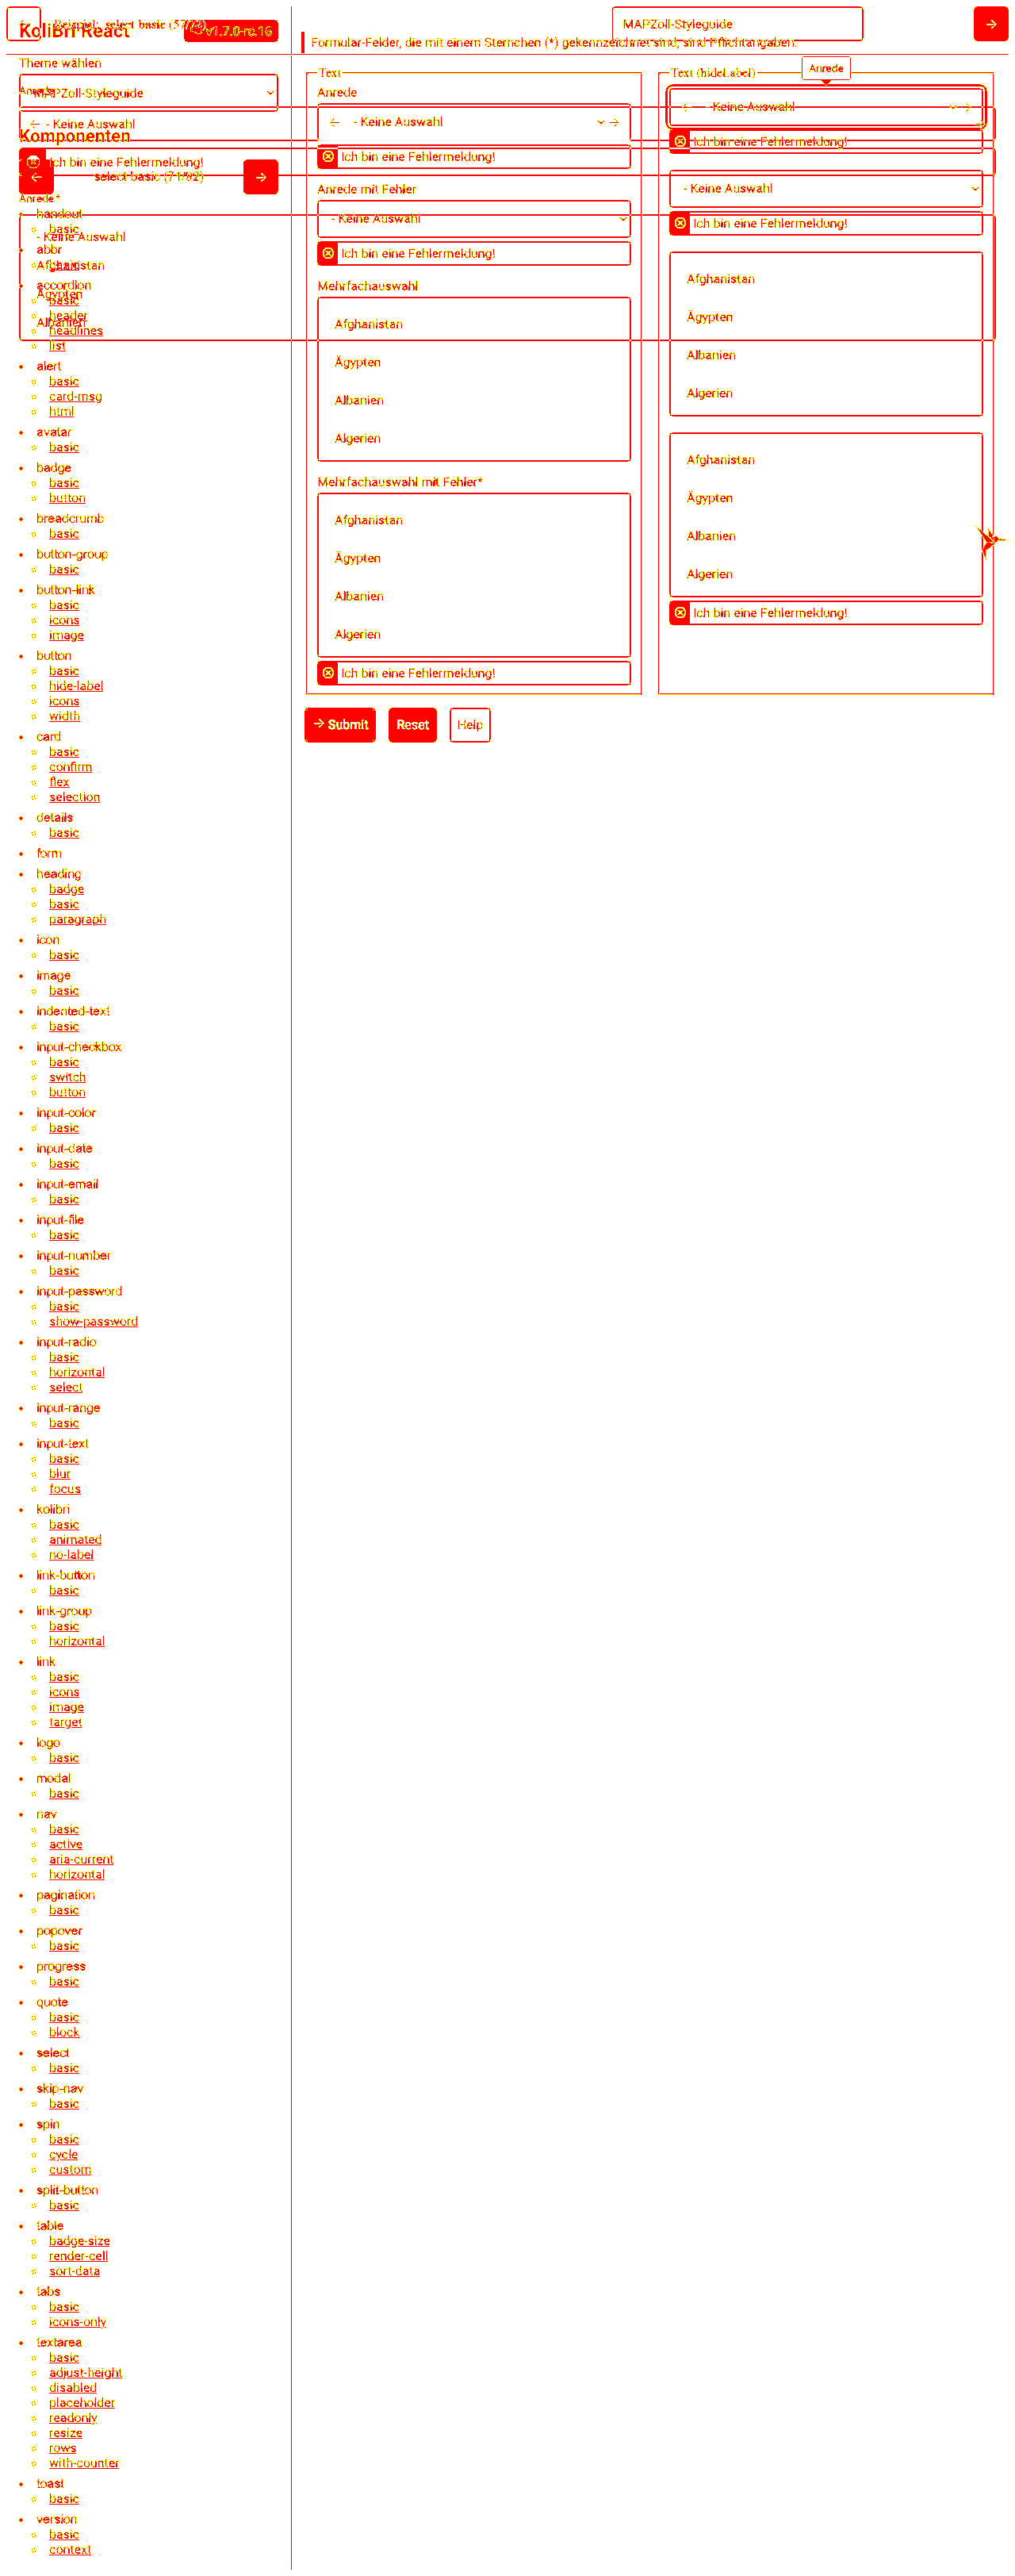 KoliBri React
v1.7.0-rc.16
Beispiel: select basic
MAPZoll-Styleguide
Theme wählen
Anrede
MAPZoll-Styleguide
- Keine Auswahl
Komponenten
Ich bin eine Fehlermeldung!
select basic (71/92)
Anrede*
- Keine Auswahl
Afghanistan
Ägypten
Albanien
handout
basic
abbr
basic
accordion
basic
header
headlines
list
alert
basic
card-msg
html
avatar
basic
badge
basic
button
breadcrumb
basic
button-group
basic
button-link
basic
icons
image
button
basic
hide-label
icons
width
card
basic
confirm
flex
selection
details
basic
form
heading
badge
basic
paragraph
icon
basic
image
basic
indented-text
basic
input-checkbox
basic
switch
button
input-color
basic
input-date
basic
input-email
basic
input-file
basic
input-number
basic
input-password
basic
show-password
input-radio
basic
horizontal
select
input-range
basic
input-text
basic
blur
focus
kolibri
basic
animated
no-label
link-button
basic
link-group
basic
horizontal
link
basic
icons
image
target
logo
basic
modal
basic
nav
basic
active
aria-current
horizontal
pagination
basic
popover
basic
progress
basic
quote
basic
block
select
basic
skip-nav
basic
spin
basic
cycle
custom
split-button
basic
table
badge-size
render-cell
sort-data
tabs
basic
icons-only
textarea
basic
adjust-height
disabled
placeholder
readonly
resize
rows
with-counter
toast
basic
version
basic
context
Formular-Felder, die mit einem Sternchen (*) gekennzeichnet sind, sind Pflichtangaben.
Text
Anrede
- Keine Auswahl
Ich bin eine Fehlermeldung!
Anrede mit Fehler
- Keine Auswahl
Ich bin eine Fehlermeldung!
Mehrfachauswahl
Afghanistan
Ägypten
Albanien
Algerien
Mehrfachauswahl mit Fehler*
Afghanistan
Ägypten
Albanien
Algerien
Ich bin eine Fehlermeldung!
Text (hideLabel)
Anrede
- Keine Auswahl
Ich bin eine Fehlermeldung!
- Keine Auswahl
Ich bin eine Fehlermeldung!
Afghanistan
Ägypten
Albanien
Algerien
Afghanistan
Ägypten
Albanien
Algerien
Ich bin eine Fehlermeldung!
Submit
Reset
Help